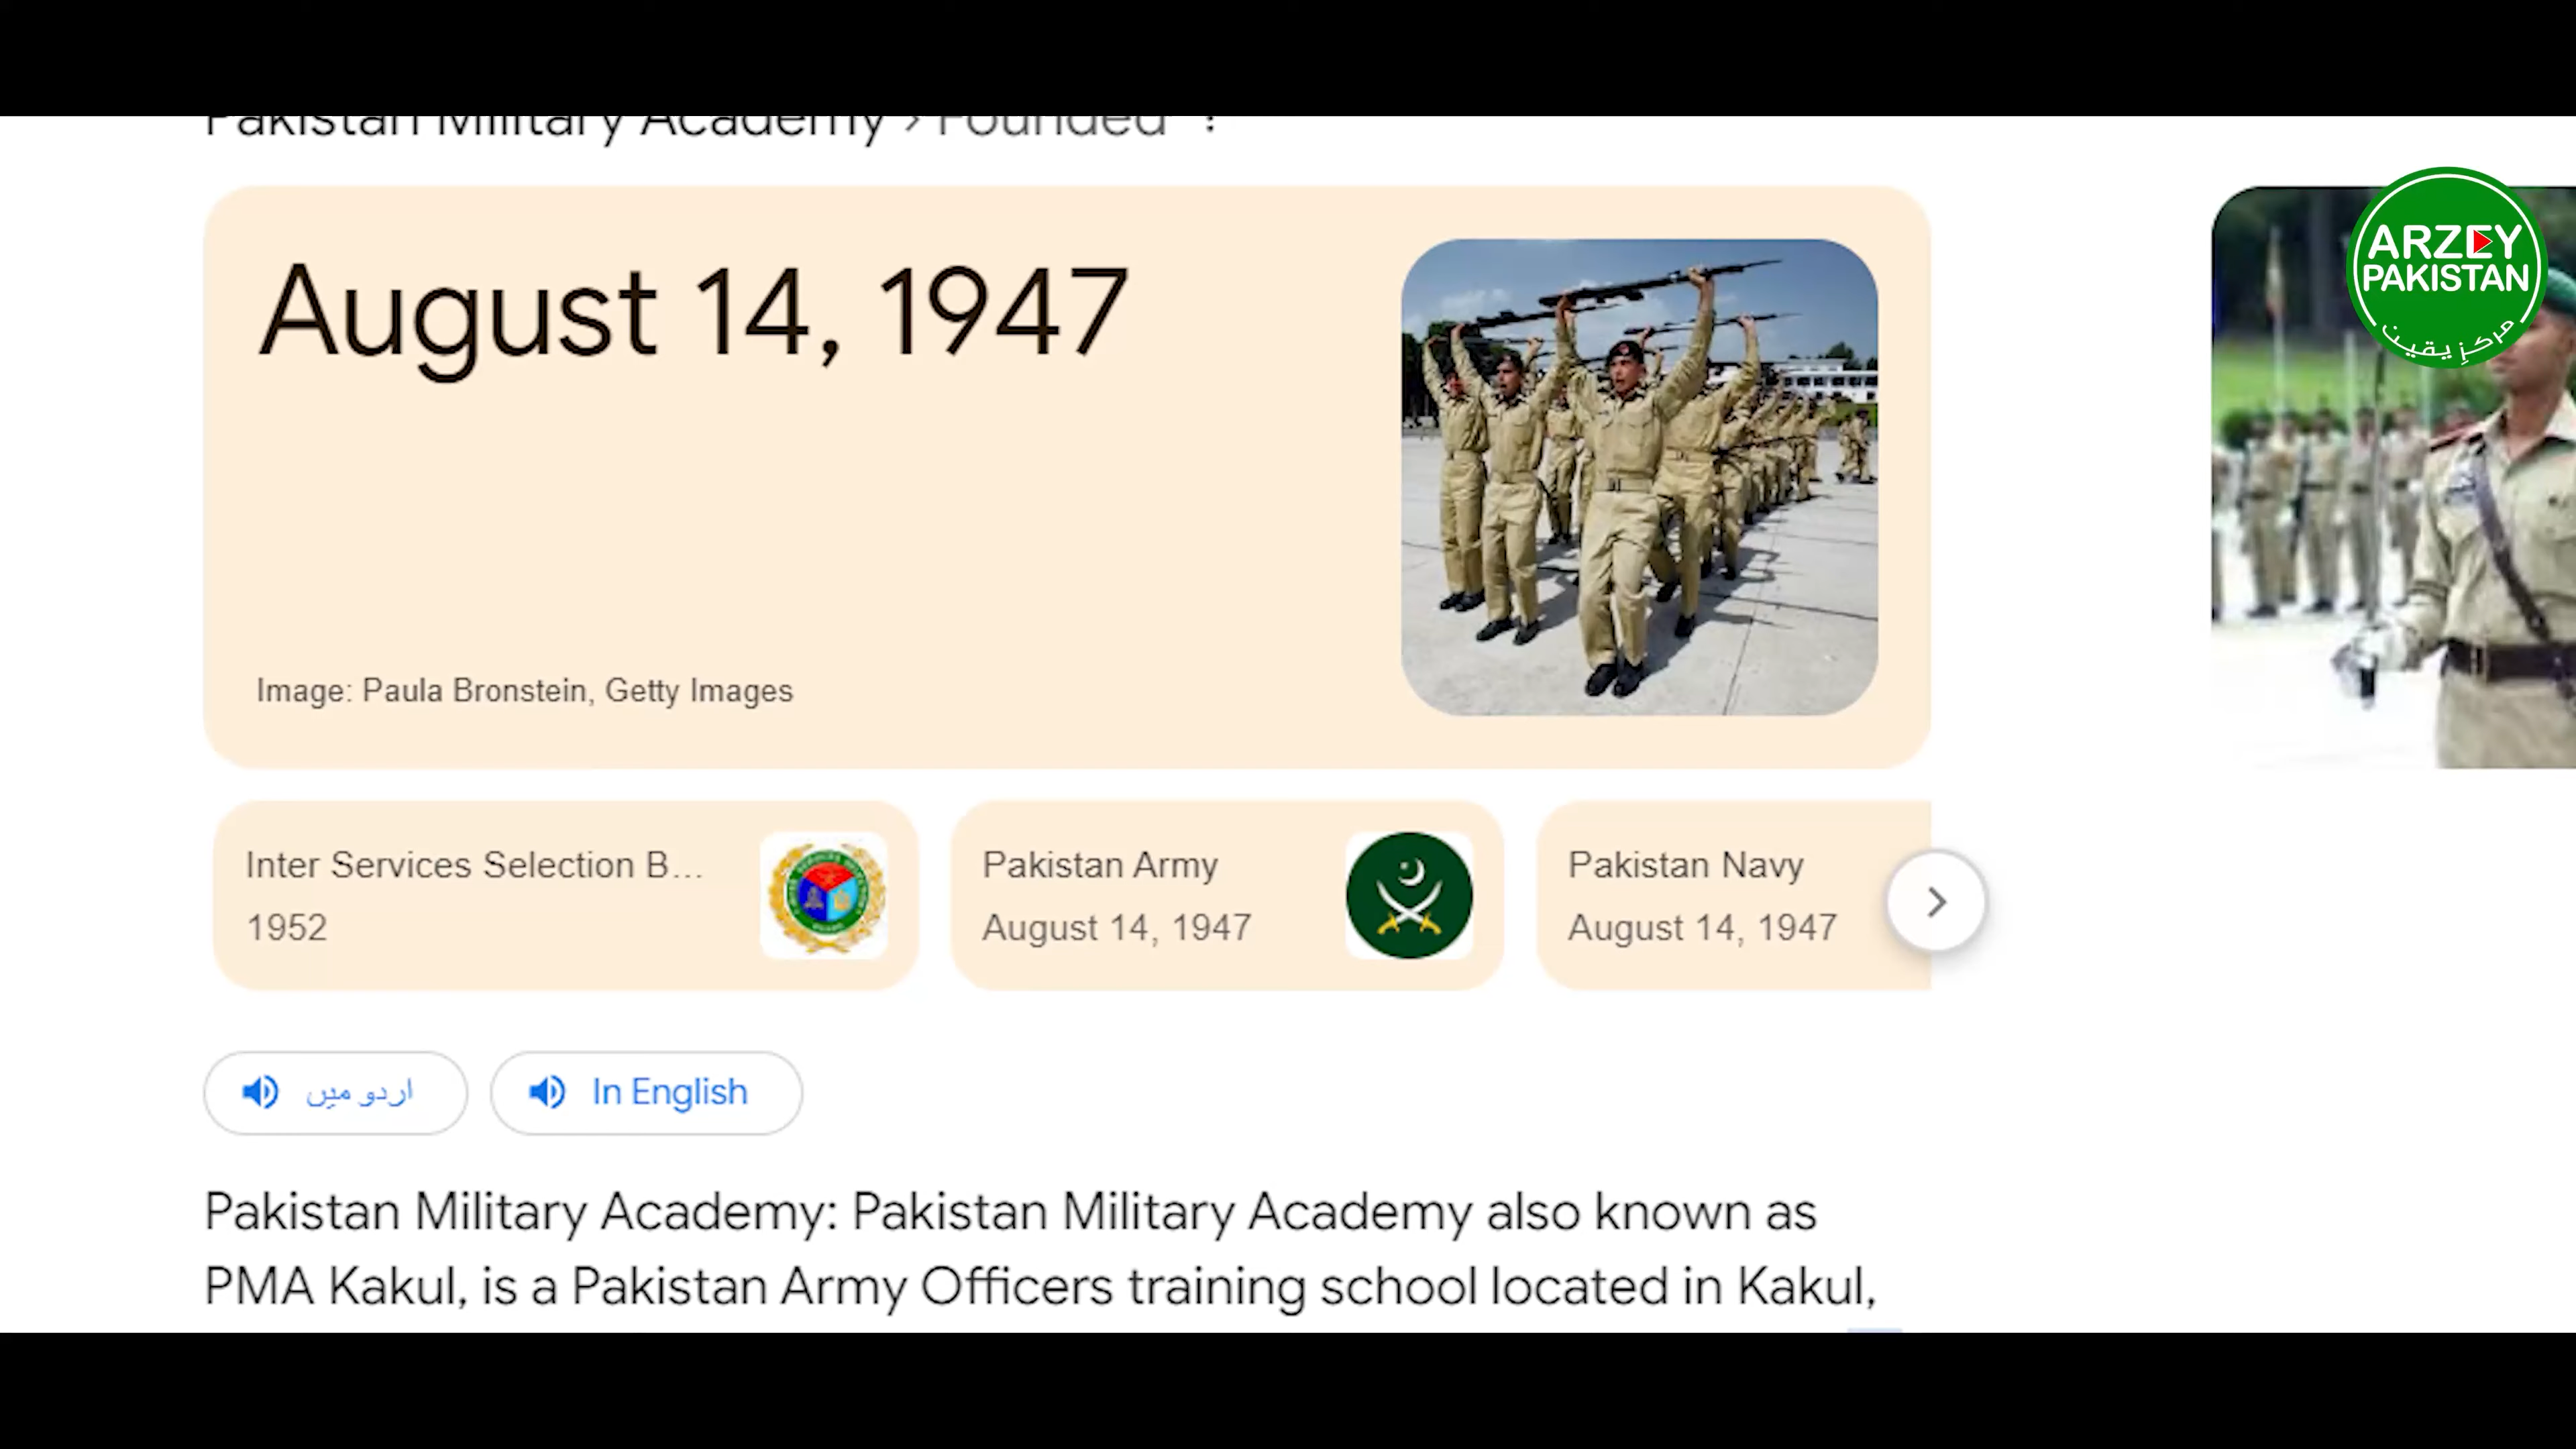 Pakistan Military Academy › Founded
August 14, 1947
Image: Paula Bronstein, Getty Images
ARZEY
PAKISTAN
مرکزِ یقین
Inter Services Selection B...
1952
Pakistan Army
August 14, 1947
Pakistan Navy
August 14, 1947
اردو میں
In English
Pakistan Military Academy: Pakistan Military Academy also known as
PMA Kakul, is a Pakistan Army Officers training school located in Kakul,